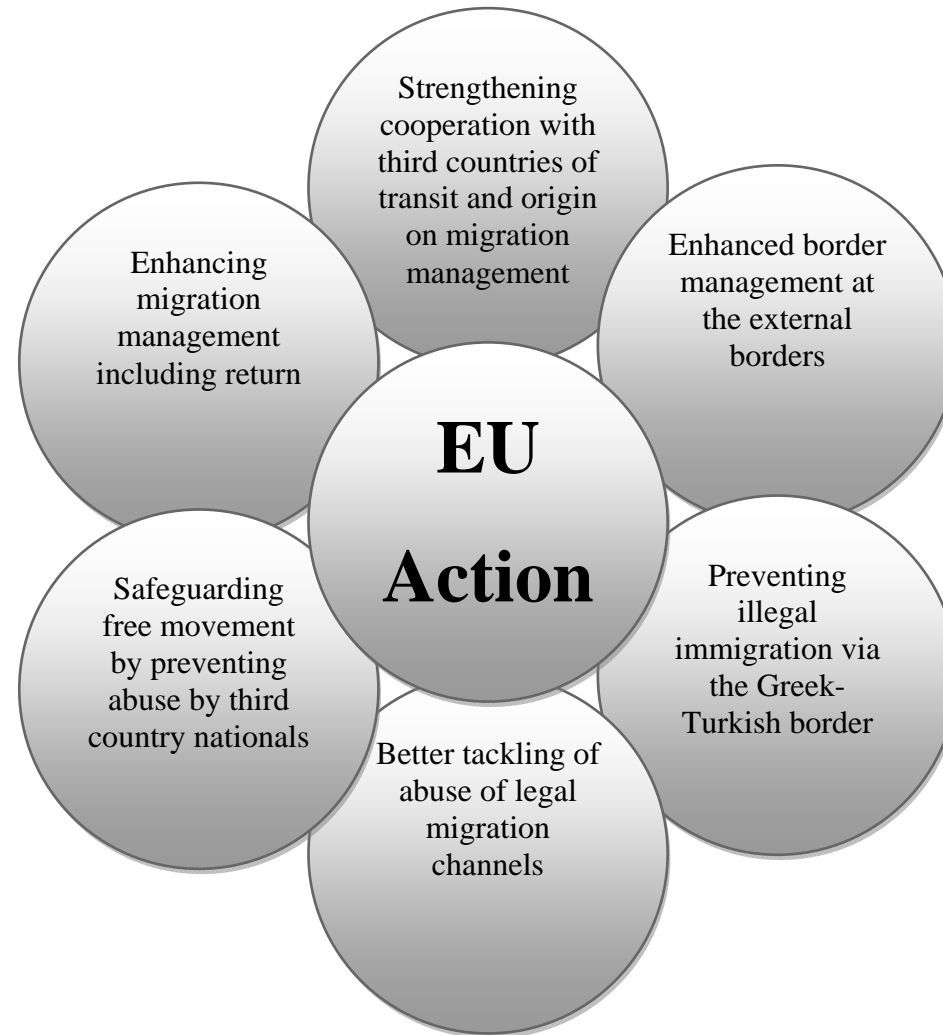 Strengthening
cooperation with
third countries of
transit and origin
on migration
management
Enhanced border
management at
the external
borders
Preventing
illegal
immigration via
the Greek-
Turkish border
Better tackling of
abuse of legal
migration
channels
Safeguarding
free movement
by preventing
abuse by third
country nationals
Enhancing
migration
management
including return
EU
Action